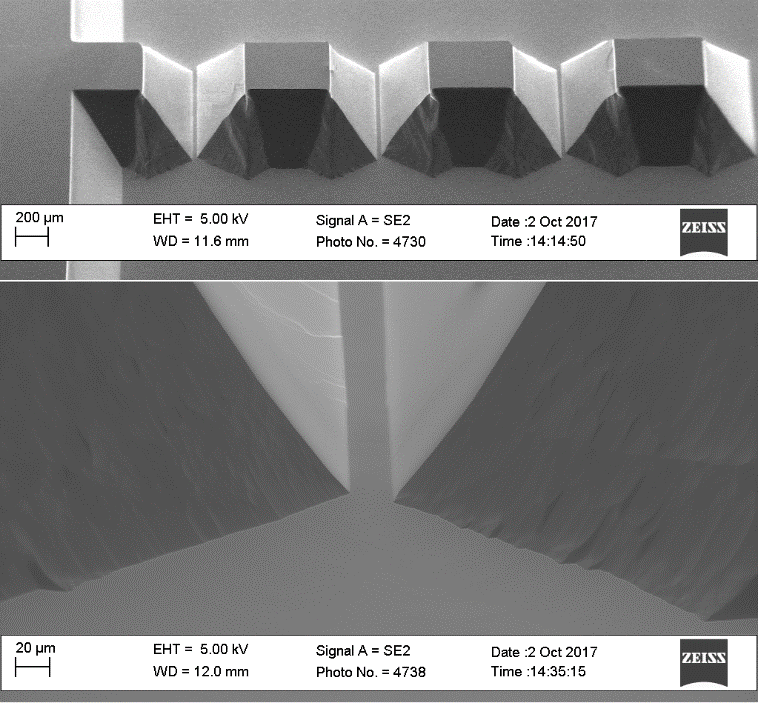 200 µm
EHT = 5.00 kV
Signal A = SE2
Date :2 Oct 2017
ZEISS
WD = 11.6 mm
Photo No. = 4730
Time :14:14:50
20 µm
EHT = 5.00 kV
Signal A = SE2
Date :2 Oct 2017
ZEISS
WD = 12.0 mm
Photo No. = 4738
Time :14:35:15